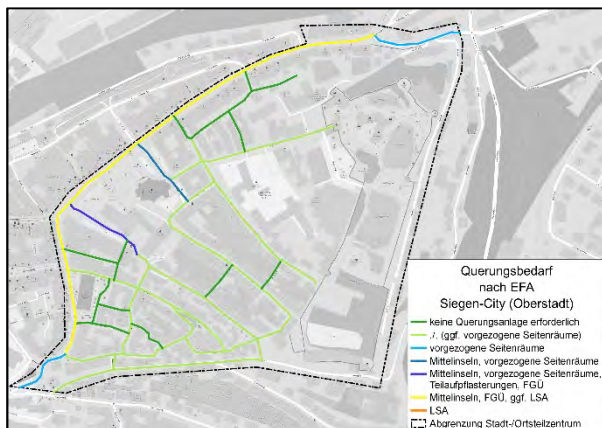 Querungsbedarf
nach EFA
Siegen-City (Oberstadt)
keine Querungsanlage erforderlich
./. (ggf. vorgezogene Seitenräume)
vorgezogene Seitenräume
Mittelinseln, vorgezogene Seitenräume
Mittelinseln, vorgezogene Seitenräume,
Teilaufpflasterungen, FGÜ
Mittelinseln, FGÜ, ggf. LSA
LSA
Abgrenzung Stadt-/Ortsteilzentrum